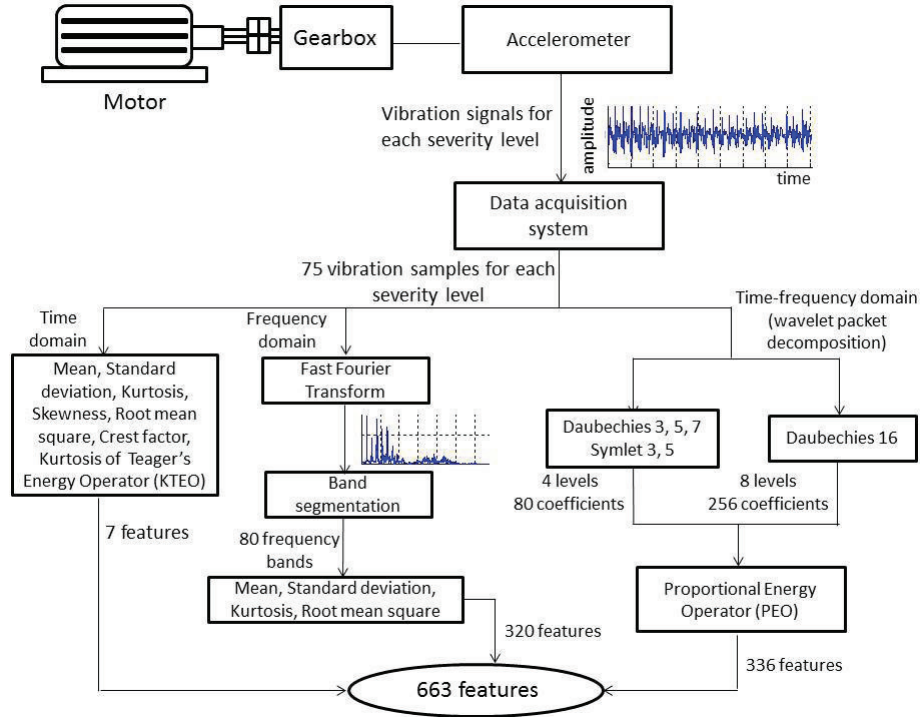 Motor
Gearbox
Accelerometer
Vibration signals for
each severity level
amplitude
time
Data acquisition
system
75 vibration samples for each
severity level
Time
domain
Mean, Standard
deviation, Kurtosis,
Skewness, Root mean
square, Crest factor,
Kurtosis of Teager's
Energy Operator (KTEO)
7 features
Frequency
domain
Fast Fourier
Transform
Band
segmentation
80 frequency
bands
Mean, Standard deviation,
Kurtosis, Root mean square
320 features
Time-frequency domain
(wavelet packet
decomposition)
Daubechies 3, 5, 7
Symlet 3, 5
Daubechies 16
4 levels
80 coefficients
8 levels
256 coefficients
Proportional Energy
Operator (PEO)
336 features
663 features